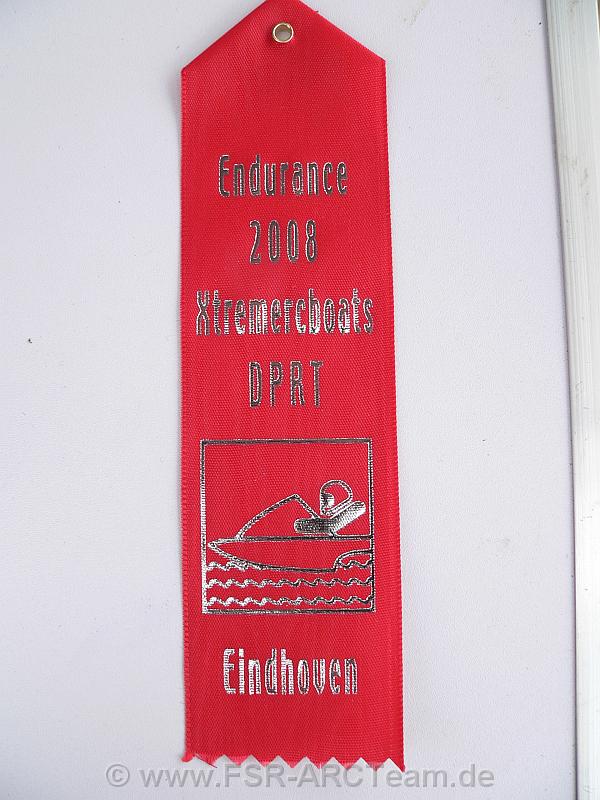 Endurance
2008
Xtremercboats
DPRT
Eindhoven
© www.FSR-ARCTeam.de